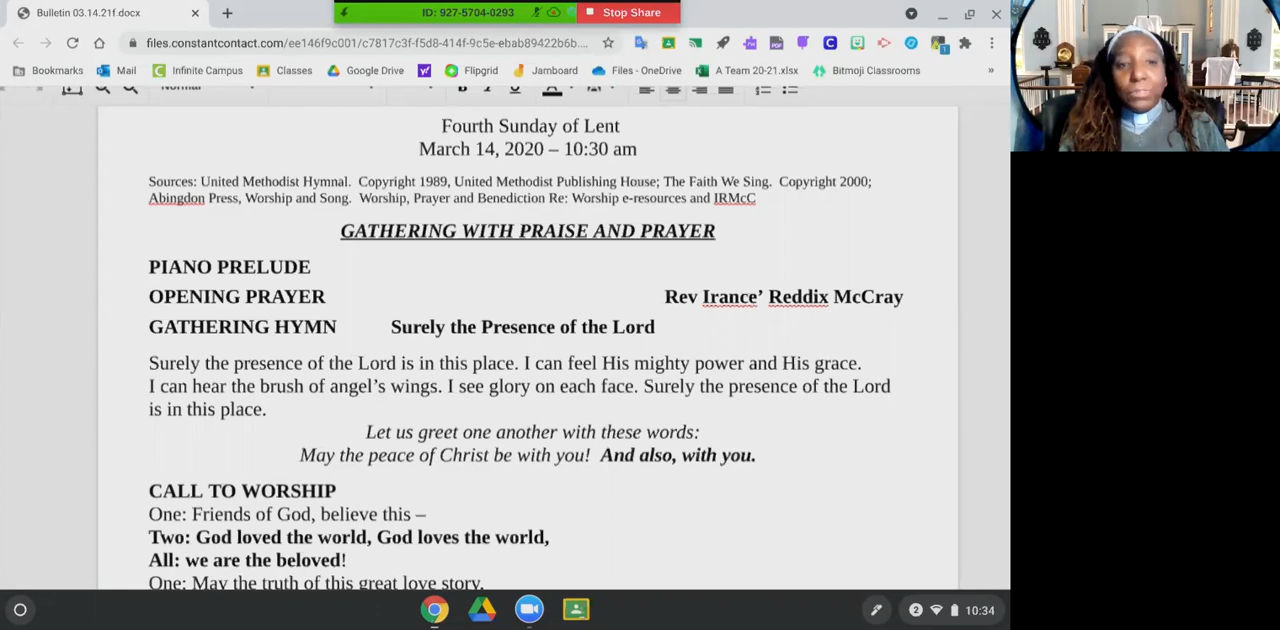 Bulletin 03.14.21f.docx
ID: 927-5704-0293
Stop Share
files.constantcontact.com/ee146f9c001/c7817c3f-f5d8-414f-9c5e-ebab89422b6b....
Bookmarks Mail Infinite Campus Classes Google Drive Flipgrid Jamboard Files - OneDrive A Team 20-21.xlsx Bitmoji Classrooms »
Normal
Fourth Sunday of Lent
March 14, 2020 – 10:30 am
Sources: United Methodist Hymnal. Copyright 1989, United Methodist Publishing House; The Faith We Sing. Copyright 2000;
Abingdon Press, Worship and Song. Worship, Prayer and Benediction Re: Worship e-resources and IRMcC
GATHERING WITH PRAISE AND PRAYER
PIANO PRELUDE
OPENING PRAYER Rev Irance’ Reddix McCray
GATHERING HYMN Surely the Presence of the Lord
Surely the presence of the Lord is in this place. I can feel His mighty power and His grace.
I can hear the brush of angel’s wings. I see glory on each face. Surely the presence of the Lord
is in this place.
Let us greet one another with these words:
May the peace of Christ be with you! And also, with you.
CALL TO WORSHIP
One: Friends of God, believe this –
Two: God loved the world, God loves the world,
All: we are the beloved!
One: May the truth of this great love story,
2 10:34